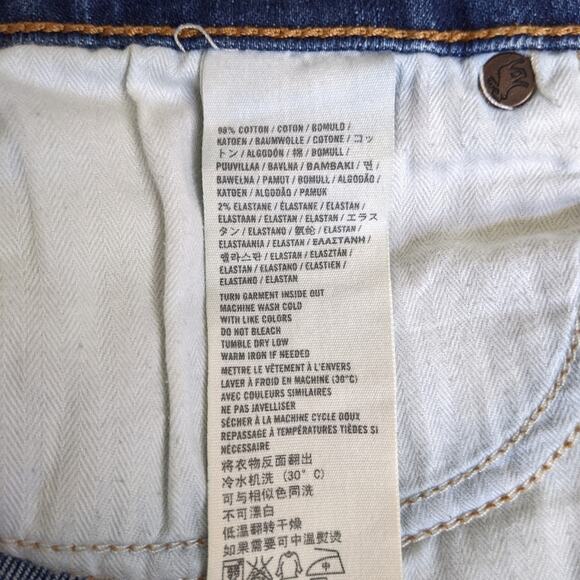 98% COTTON / COTON / BOMULD /
KATOEN / BAUMWOLLE / COTONE / コッ
トン / ALGODÓN / 棉 / BOMULL /
PUUVILLAA / BAVLNA / ΒΑΜΒΑΚΙ / 면 /
BAWEŁNA / PAMUT / BOMULL / ALGODÃO /
KATOEN / ALGODÃO / PAMUK
2% ELASTANE / ÉLASTANE / ELASTAN /
ELASTAAN / ELASTAN / ELASTAN / エラス
タン / ELASTANO / 氨纶 / ELASTAN /
ELASTAANIA / ELASTAN / ΕΛΑΣΤΑΝΗ /
엘라스판 / ELASTAN / ELASZTÁN /
ELASTAN / ELASTANO / ELASTIEN /
ELASTANO / ELASTAN
TURN GARMENT INSIDE OUT
MACHINE WASH COLD
WITH LIKE COLORS
DO NOT BLEACH
TUMBLE DRY LOW
WARM IRON IF NEEDED
METTRE LE VÊTEMENT À L'ENVERS
LAVER À FROID EN MACHINE (30°C)
AVEC COULEURS SIMILAIRES
NE PAS JAVELLISER
SÉCHER À LA MACHINE CYCLE DOUX
REPASSAGE À TEMPÉRATURES TIÈDES SI
NÉCESSAIRE
将衣物反面翻出
冷水机洗 (30° C)
可与相似色同洗
不可漂白
低温翻转干燥
如果需要可中温熨烫